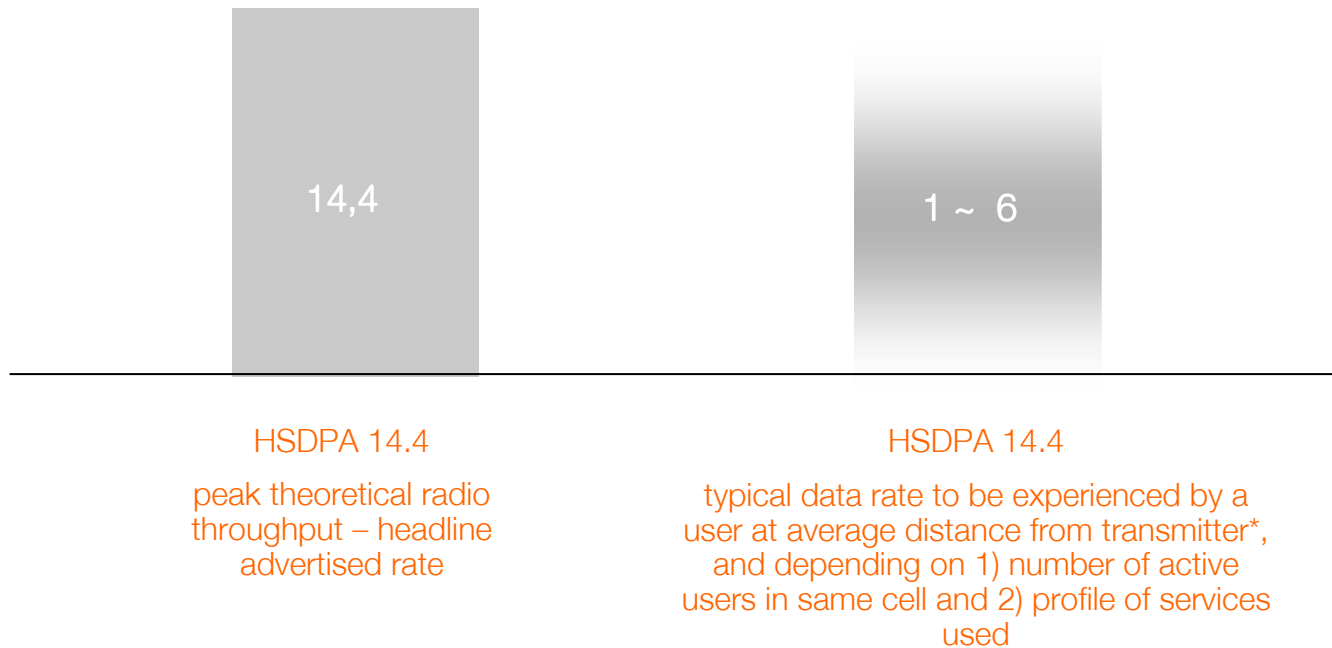 14,4
1 ~ 6
HSDPA 14.4
peak theoretical radio
throughput – headline
advertised rate
HSDPA 14.4
typical data rate to be experienced by a
user at average distance from transmitter*,
and depending on 1) number of active
users in same cell and 2) profile of services
used